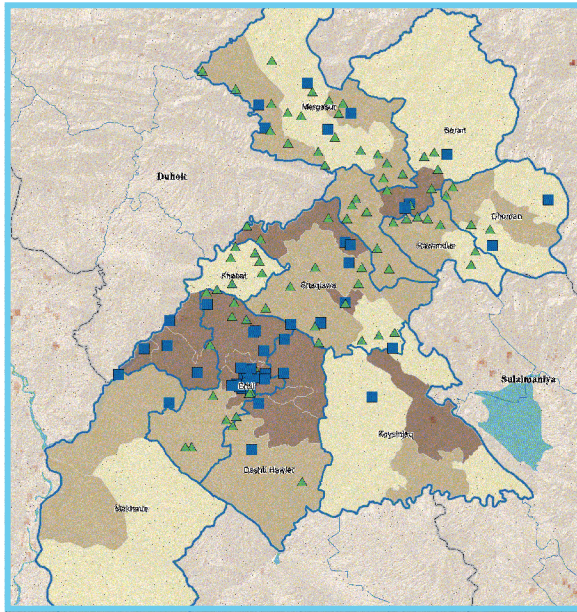 Mergasur
Soran
Duhok
Choman
Rawanduz
Khabat
Shaqlawa
Sulaimaniya
Erbil
Koysinjaq
Dashti Hawler
Makhmur